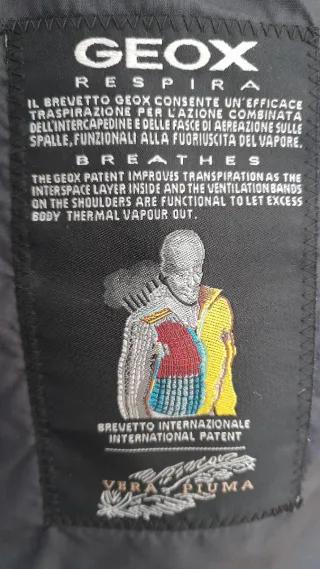 GEOX
RESPIRA
IL BREVETTO GEOX CONSENTE UN'EFFICACE
TRASPIRAZIONE PER L'AZIONE COMBINATA
DELL'INTERCAPEDINE E DELLE FASCE DI AEREAZIONE SULLE
SPALLE, FUNZIONALI ALLA FUORIUSCITA DEL VAPORE.
BREATHES
THE GEOX PATENT IMPROVES TRANSPIRATION AS THE
INTERSPACE LAYER INSIDE AND THE VENTILATION BANDS
ON THE SHOULDERS ARE FUNCTIONAL TO LET EXCESS
BODY THERMAL VAPOUR OUT.
BREVETTO INTERNAZIONALE
INTERNATIONAL PATENT
VERA PIUMA